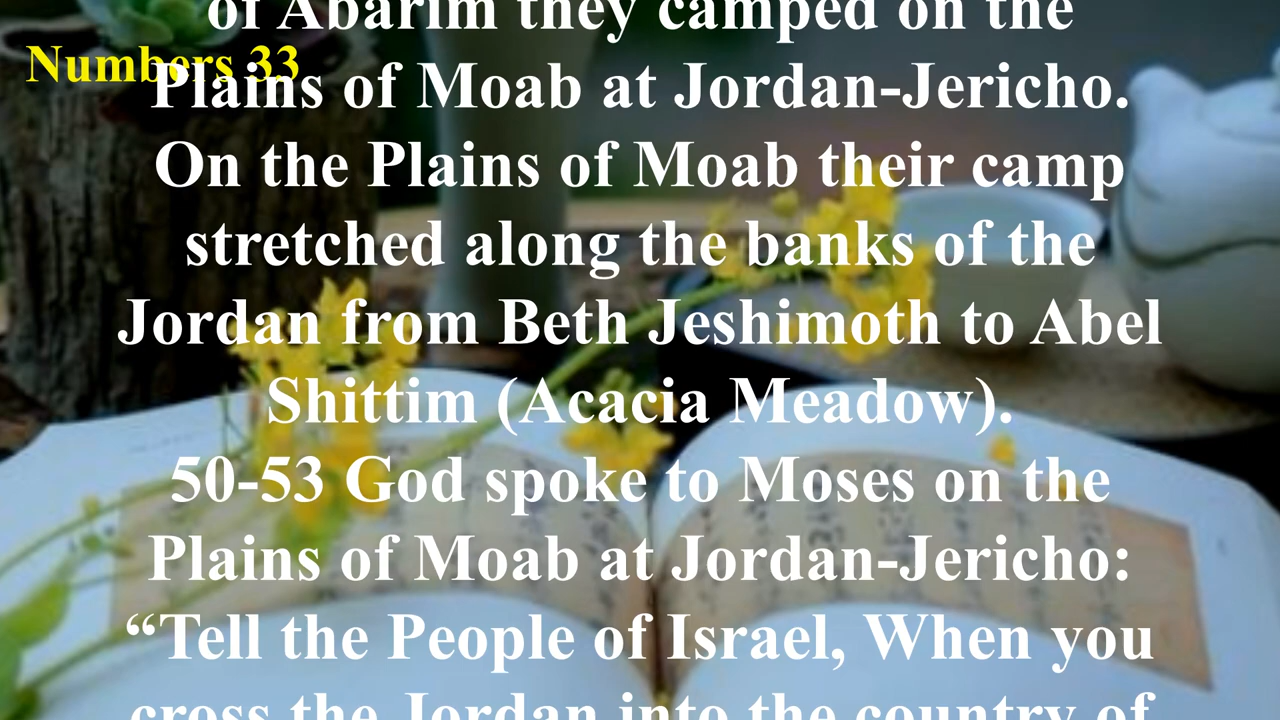 of Abarim they camped on the
Numbers 33
Plains of Moab at Jordan-Jericho.
On the Plains of Moab their camp
stretched along the banks of the
Jordan from Beth Jeshimoth to Abel
Shittim (Acacia Meadow).
50-53 God spoke to Moses on the
Plains of Moab at Jordan-Jericho:
“Tell the People of Israel, When you
cross the Jordan into the country of